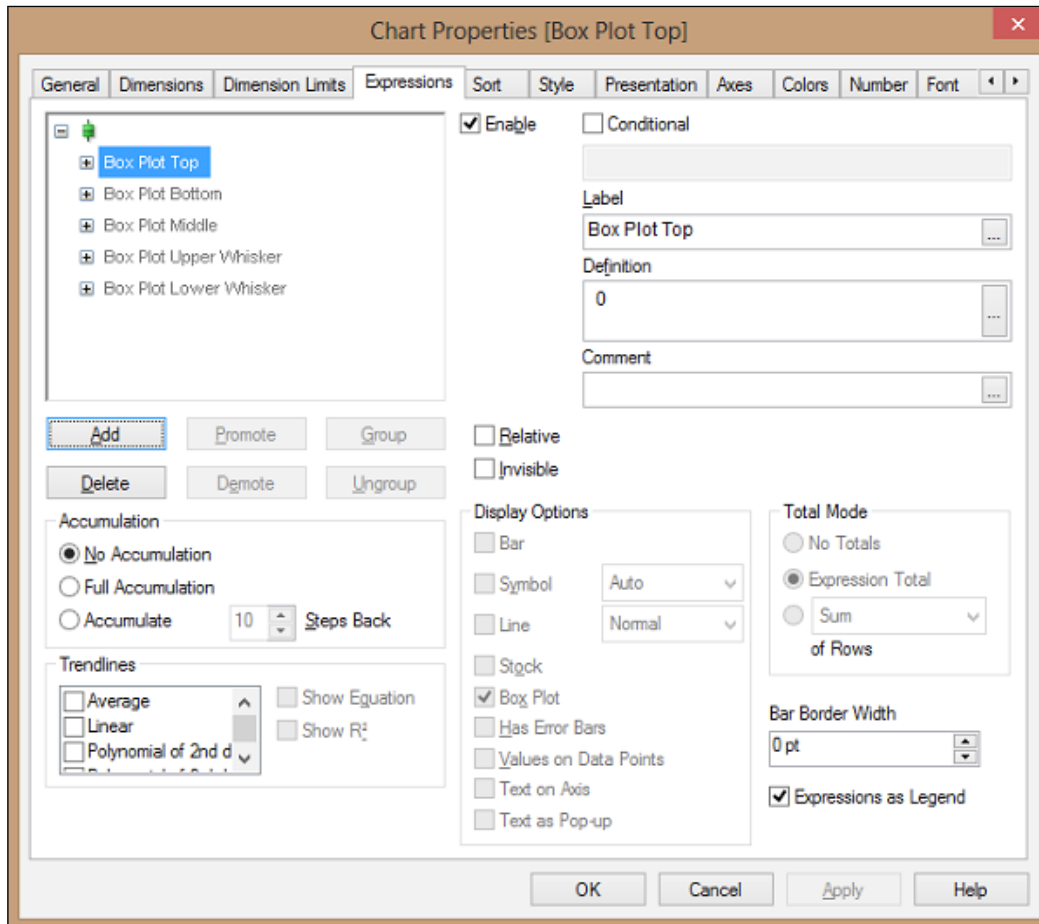 Chart Properties [Box Plot Top]
General Dimensions Dimension Limits Expressions Sort Style Presentation Axes Colors Number Font
Box Plot Top
Box Plot Bottom
Box Plot Middle
Box Plot Upper Whisker
Box Plot Lower Whisker
Enable
Conditional
Label
Box Plot Top
...
Definition
0
...
Comment
...
Add Promote Group
Delete Demote Ungroup
Relative
Invisible
Accumulation
No Accumulation
Full Accumulation
Accumulate 10 Steps Back
Trendlines
Average
Linear
Polynomial of 2nd d
Show Equation
Show R²
Display Options
Bar
Symbol Auto
Line Normal
Stock
Box Plot
Has Error Bars
Values on Data Points
Text on Axis
Text as Pop-up
Total Mode
No Totals
Expression Total
Sum
of Rows
Bar Border Width
0 pt
Expressions as Legend
OK Cancel Apply Help